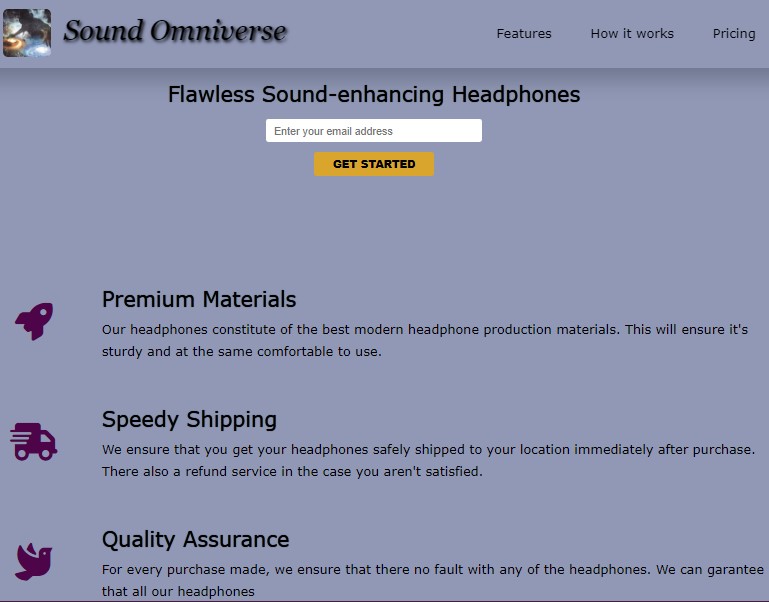 Sound Omniverse
Features
How it works
Pricing
Flawless Sound-enhancing Headphones
Enter your email address
GET STARTED
Premium Materials
Our headphones constitute of the best modern headphone production materials. This will ensure it's
sturdy and at the same comfortable to use.
Speedy Shipping
We ensure that you get your headphones safely shipped to your location immediately after purchase.
There also a refund service in the case you aren't satisfied.
Quality Assurance
For every purchase made, we ensure that there no fault with any of the headphones. We can garantee
that all our headphones